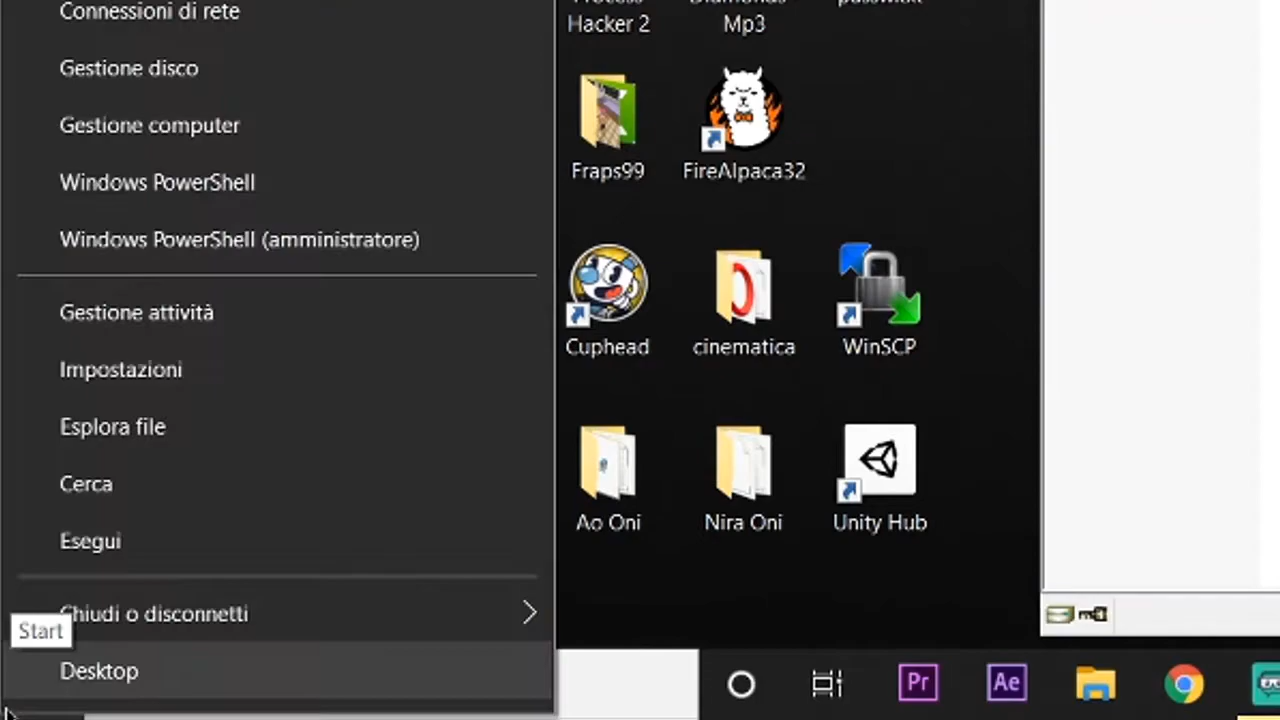 Connessioni di rete
Gestione disco
Gestione computer
Windows PowerShell
Windows PowerShell (amministratore)
Gestione attività
Impostazioni
Esplora file
Cerca
Esegui
Chiudi o disconnetti
Start
Desktop
Hacker 2
Mp3
Fraps99
FireAlpaca32
Cuphead
cinematica
WinSCP
Ao Oni
Nira Oni
Unity Hub
Pr
Ae